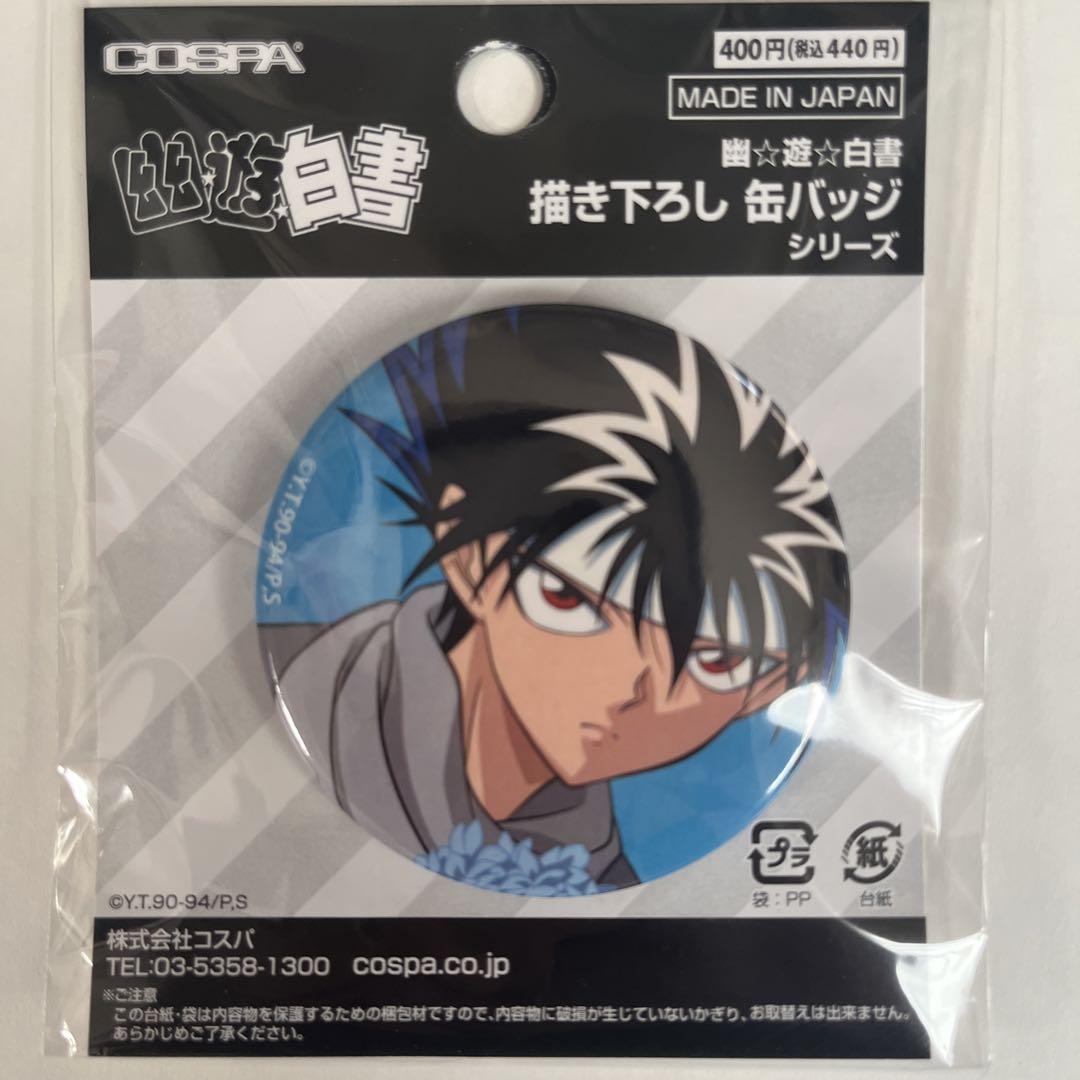 COSPA®
幽☆遊☆白書
400円(税込440円)
MADE IN JAPAN
幽☆遊☆白書
描き下ろし 缶バッジ
シリーズ
©Y.T.90-94/P,S
プラ
袋：PP
紙
台紙
©Y.T.90-94/P,S
株式会社コスパ
TEL:03-5358-1300 cospa.co.jp
※ご注意
この台紙・袋は内容物を保護するための梱包材ですので、内容物に破損が生じていないかぎり、お取替えは出来ません。
あらかじめご了承ください。